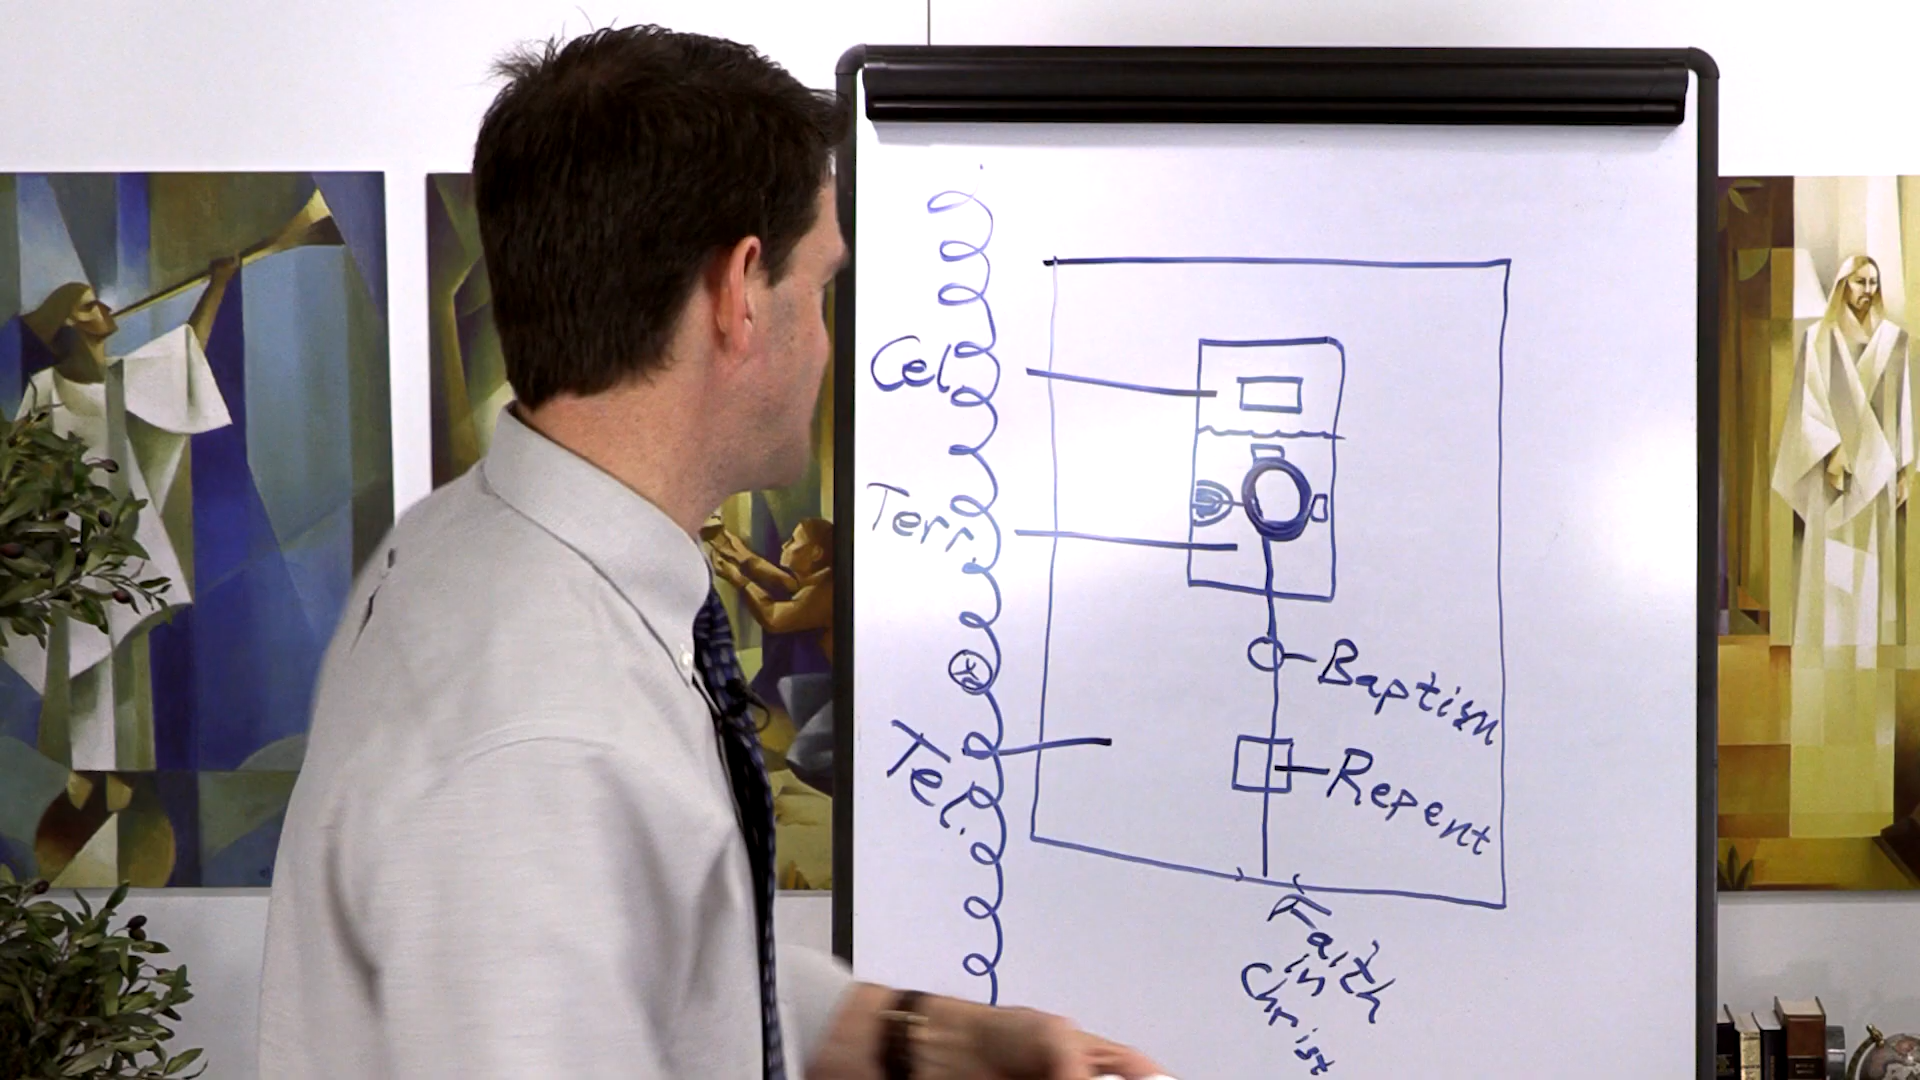 Cel
Terr.
Tel.
Baptism
Repent
Faith
in
Christ